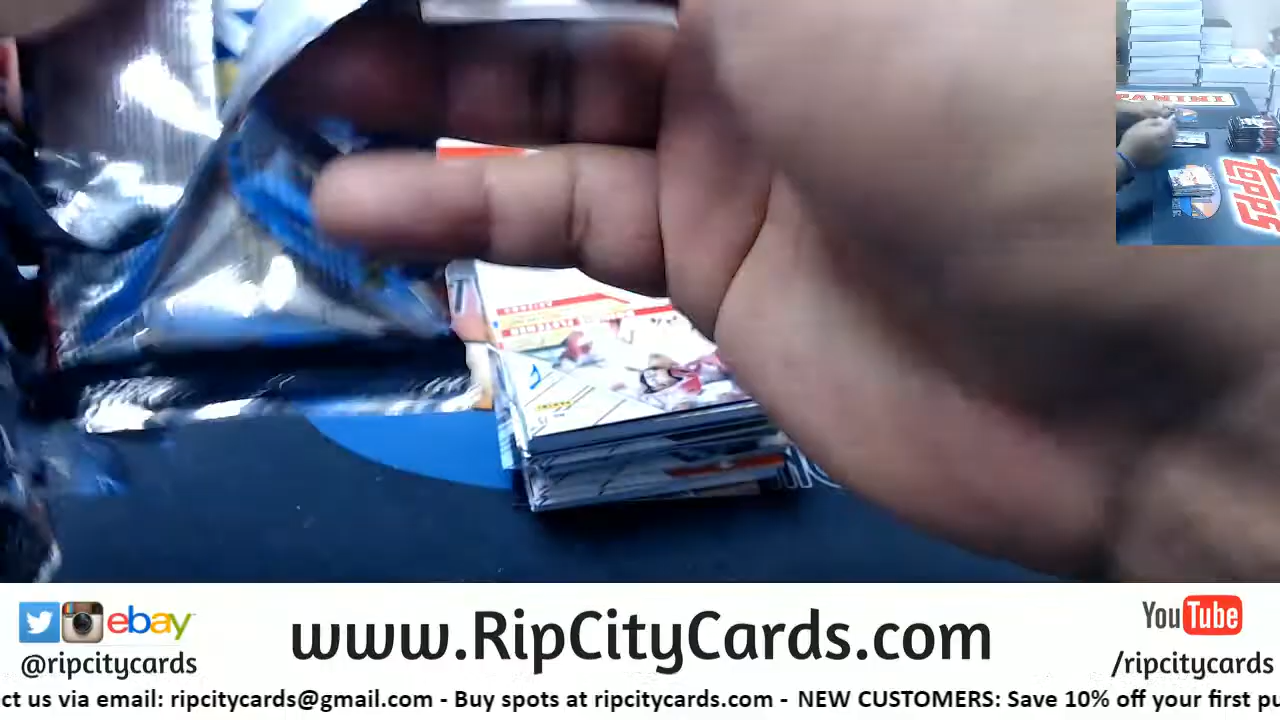 PANINI
Topps
ebay
@ripcitycards
www.RipCityCards.com
YouTube
/ripcitycards
ct us via email: ripcitycards@gmail.com - Buy spots at ripcitycards.com - NEW CUSTOMERS: Save 10% off your first pu